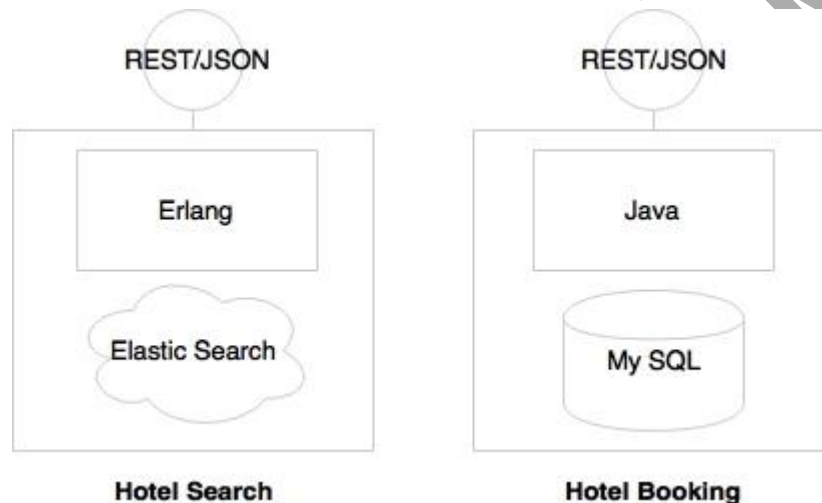 REST/JSON
Erlang
Elastic Search
Hotel Search
REST/JSON
Java
My SQL
Hotel Booking